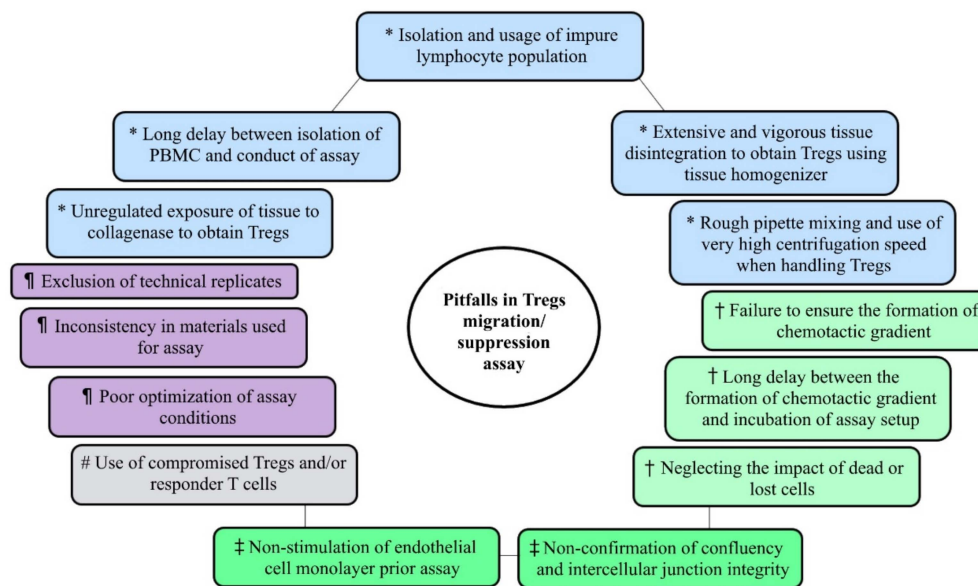 * Isolation and usage of impure
lymphocyte population
* Long delay between isolation of
PBMC and conduct of assay
* Extensive and vigorous tissue
disintegration to obtain Tregs using
tissue homogenizer
* Unregulated exposure of tissue to
collagenase to obtain Tregs
* Rough pipette mixing and use of
very high centrifugation speed
when handling Tregs
¶ Exclusion of technical replicates
Pitfalls in Tregs
migration/
suppression
assay
† Failure to ensure the formation of
chemotactic gradient
¶ Inconsistency in materials used
for assay
† Long delay between the
formation of chemotactic gradient
and incubation of assay setup
¶ Poor optimization of assay
conditions
# Use of compromised Tregs and/or
responder T cells
† Neglecting the impact of dead or
lost cells
‡ Non-stimulation of endothelial
cell monolayer prior assay
‡ Non-confirmation of confluency
and intercellular junction integrity